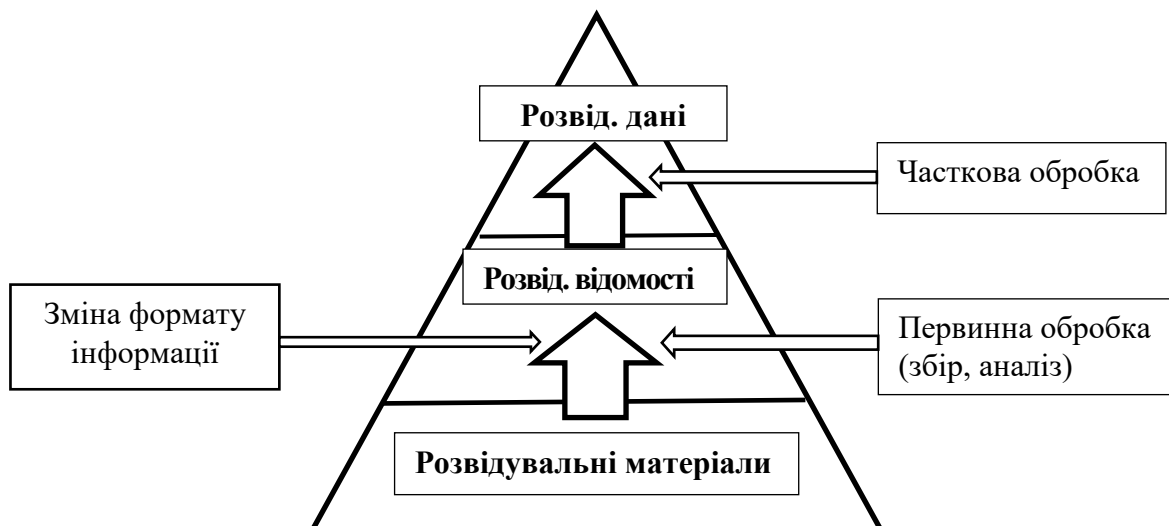 Розвід. дані
Часткова обробка
Розвід. відомості
Зміна формату
інформації
Первинна обробка
(збір, аналіз)
Розвідувальні матеріали